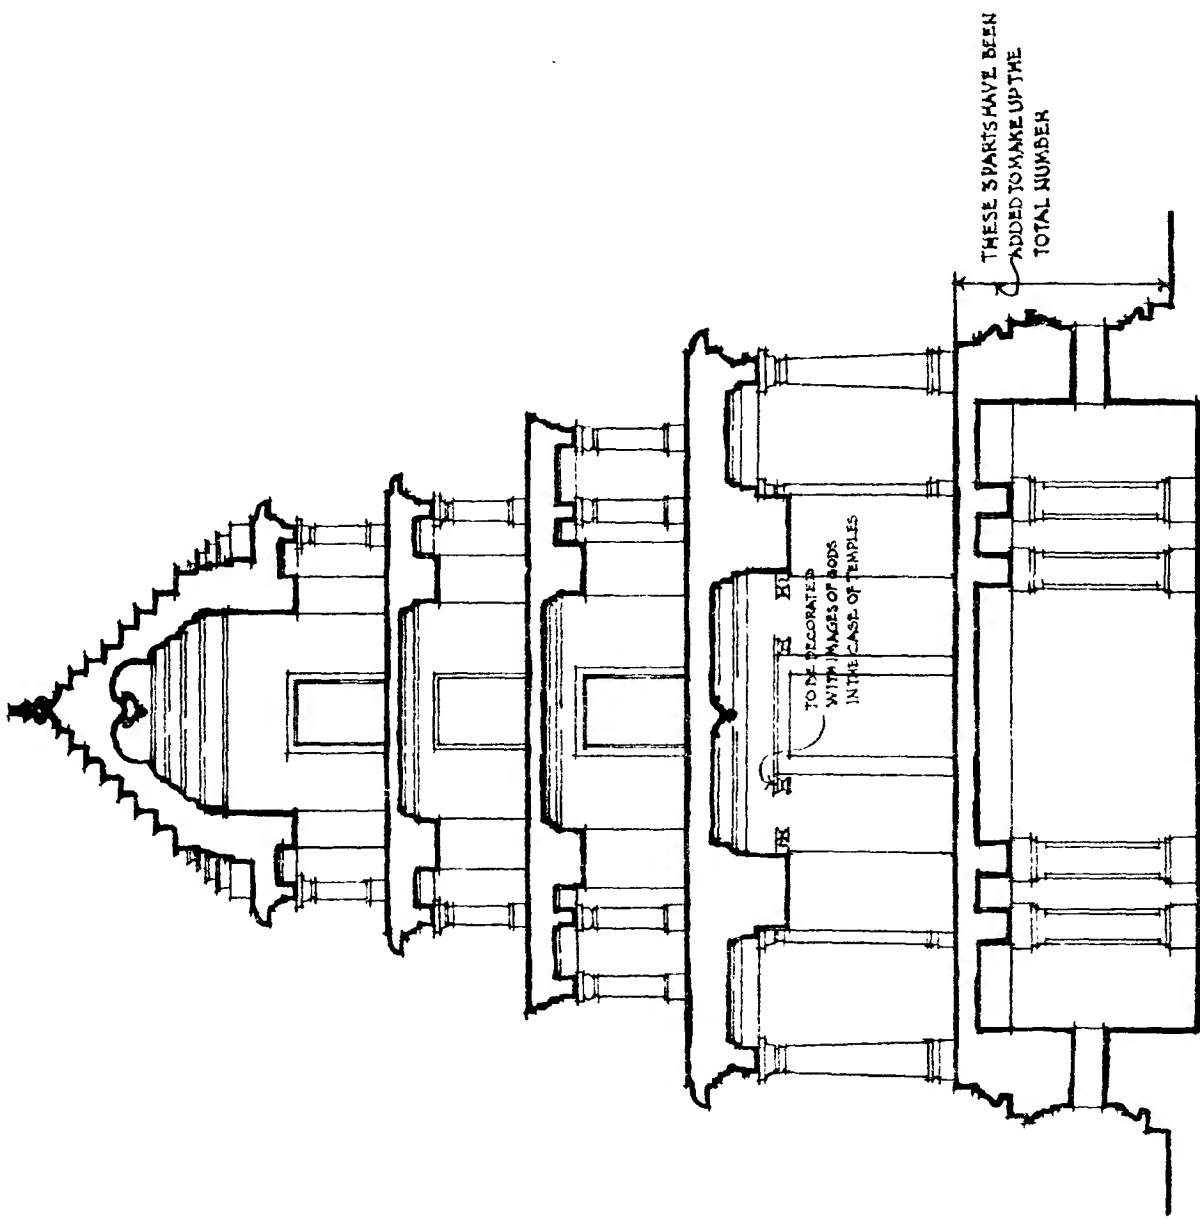 THESE 3 PARTS HAVE BEEN
ADDED TO MAKE UP THE
TOTAL NUMBER
TO BE DECORATED
WITH IMAGES OF GODS
IN THE CASE OF TEMPLES